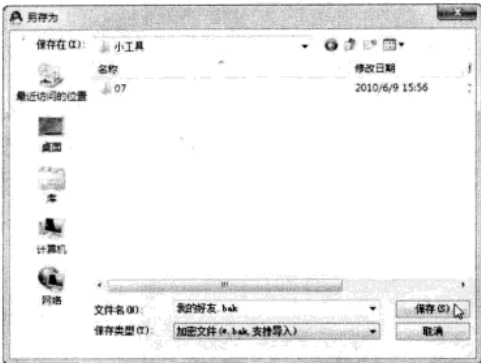 另存为
保存在(I):
小工具
名称
修改日期
最近访问的位置
07
2010/6/9 15:56
桌面
库
计算机
网络
文件名(N):
我的好友.bak
保存(S)
保存类型(T):
加密文件(*.bak,支持导入)
取消